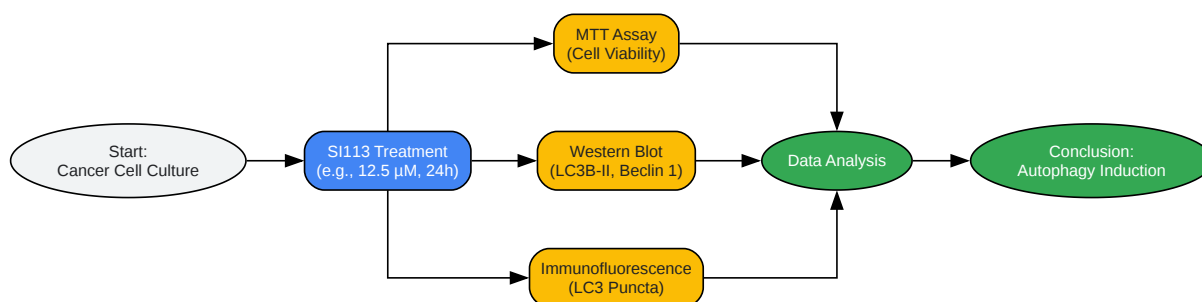 Start:
Cancer Cell Culture
SI113 Treatment
(e.g., 12.5 µM, 24h)
MTT Assay
(Cell Viability)
Western Blot
(LC3B-II, Beclin 1)
Immunofluorescence
(LC3 Puncta)
Data Analysis
Conclusion:
Autophagy Induction